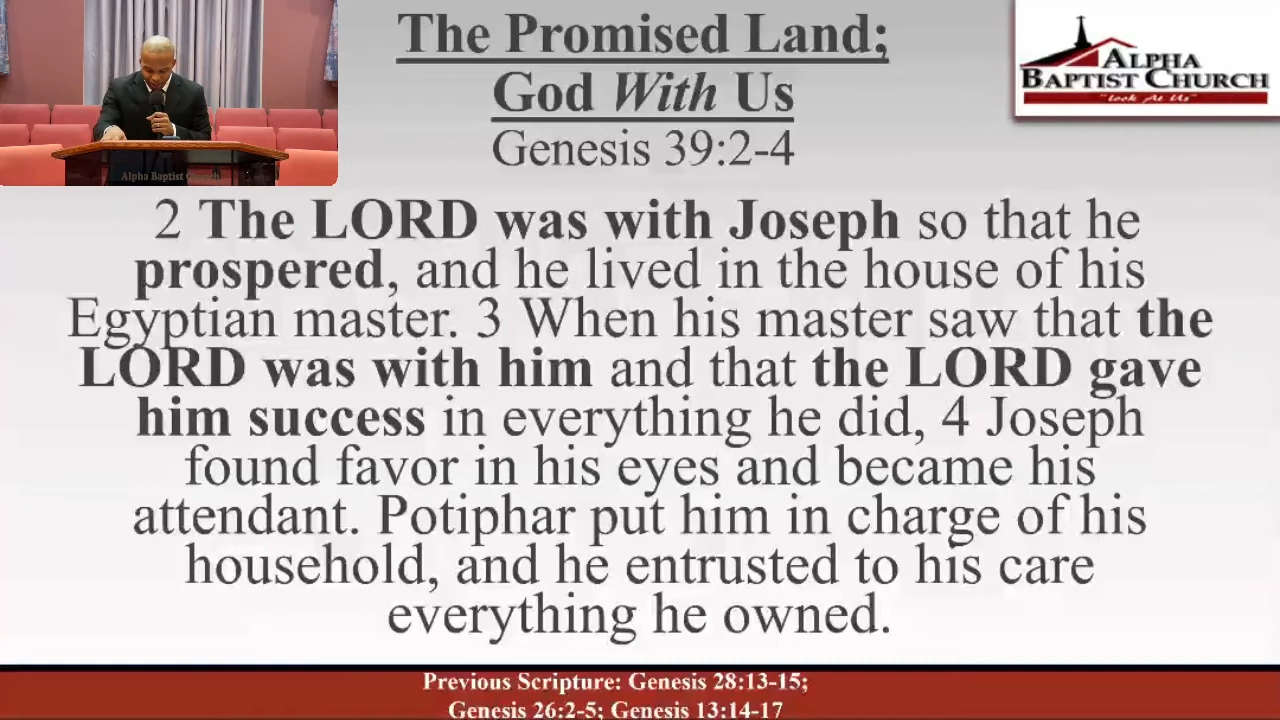 The Promised Land;
God With Us
Genesis 39:2-4
ALPHA
BAPTIST CHURCH
"Look At Us"
Alpha Baptist Church
2 The LORD was with Joseph so that he
prospered, and he lived in the house of his
Egyptian master. 3 When his master saw that the
LORD was with him and that the LORD gave
him success in everything he did, 4 Joseph
found favor in his eyes and became his
attendant. Potiphar put him in charge of his
household, and he entrusted to his care
everything he owned.
Previous Scripture: Genesis 28:13-15;
Genesis 26:2-5; Genesis 13:14-17